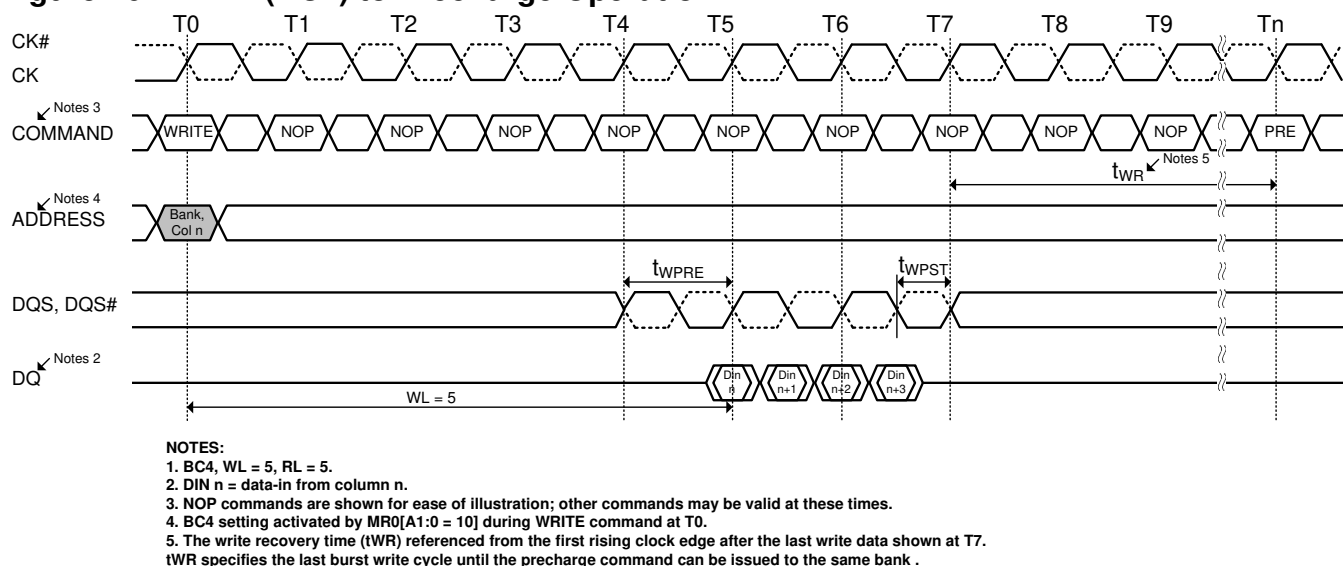 T0 T1 T2 T3 T4 T5 T6 T7 T8 T9 Tn
CK#
CK
Notes 3
COMMAND
WRITE NOP NOP NOP NOP NOP NOP NOP NOP NOP PRE
tWR
Notes 5
Notes 4
ADDRESS
Bank,
Col n
tWPRE
tWPST
DQS, DQS#
Notes 2
DQ
Din n
Din n+1
Din n+2
Din n+3
WL = 5
NOTES:
1. BC4, WL = 5, RL = 5.
2. DIN n = data-in from column n.
3. NOP commands are shown for ease of illustration; other commands may be valid at these times.
4. BC4 setting activated by MR0[A1:0 = 10] during WRITE command at T0.
5. The write recovery time (tWR) referenced from the first rising clock edge after the last write data shown at T7.
tWR specifies the last burst write cycle until the precharge command can be issued to the same bank .